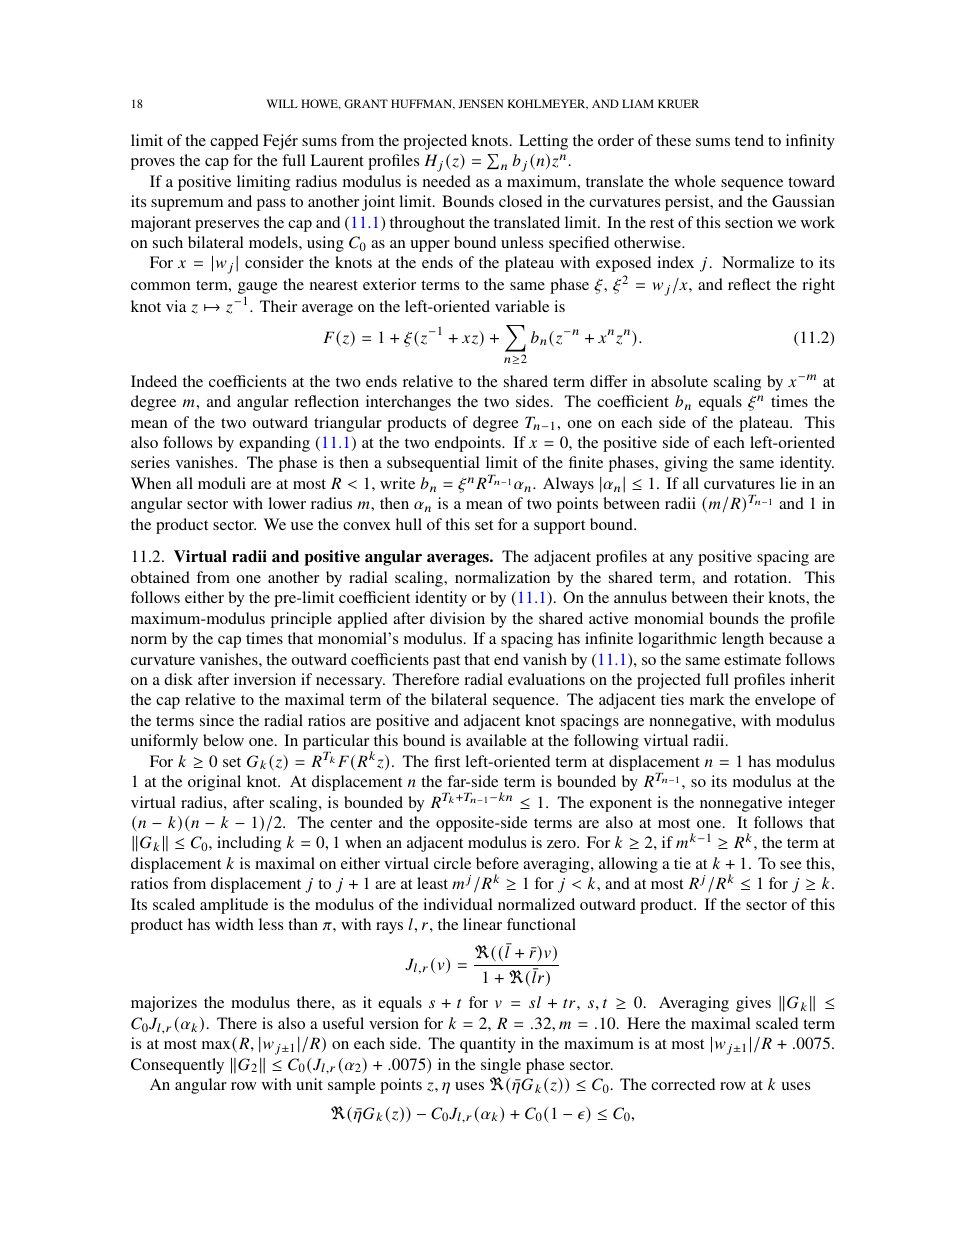 18 WILL HOWE, GRANT HUFFMAN, JENSEN KOHLMEYER, AND LIAM KRUER
limit of the capped Fejér sums from the projected knots. Letting the order of these sums tend to infinity
proves the cap for the full Laurent profiles H_j(z) = ∑_n b_j(n)z^n.
If a positive limiting radius modulus is needed as a maximum, translate the whole sequence toward
its supremum and pass to another joint limit. Bounds closed in the curvatures persist, and the Gaussian
majorant preserves the cap and (11.1) throughout the translated limit. In the rest of this section we work
on such bilateral models, using C_0 as an upper bound unless specified otherwise.
For x = |w_j| consider the knots at the ends of the plateau with exposed index j. Normalize to its
common term, gauge the nearest exterior terms to the same phase ξ, ξ^2 = w_j/x, and reflect the right
knot via z ↦ z^{-1}. Their average on the left-oriented variable is
F(z) = 1 + ξ(z^{-1} + xz) + ∑_{n≥2} b_n(z^{-n} + x^n z^n). (11.2)
Indeed the coefficients at the two ends relative to the shared term differ in absolute scaling by x^{-m} at
degree m, and angular reflection interchanges the two sides. The coefficient b_n equals ξ^n times the
mean of the two outward triangular products of degree T_{n-1}, one on each side of the plateau. This
also follows by expanding (11.1) at the two endpoints. If x = 0, the positive side of each left-oriented
series vanishes. The phase is then a subsequential limit of the finite phases, giving the same identity.
When all moduli are at most R < 1, write b_n = ξ^n R^{T_{n-1}} α_n. Always |α_n| ≤ 1. If all curvatures lie in an
angular sector with lower radius m, then α_n is a mean of two points between radii (m/R)^{T_{n-1}} and 1 in
the product sector. We use the convex hull of this set for a support bound.
11.2. Virtual radii and positive angular averages. The adjacent profiles at any positive spacing are
obtained from one another by radial scaling, normalization by the shared term, and rotation. This
follows either by the pre-limit coefficient identity or by (11.1). On the annulus between their knots, the
maximum-modulus principle applied after division by the shared active monomial bounds the profile
norm by the cap times that monomial's modulus. If a spacing has infinite logarithmic length because a
curvature vanishes, the outward coefficients past that end vanish by (11.1), so the same estimate follows
on a disk after inversion if necessary. Therefore radial evaluations on the projected full profiles inherit
the cap relative to the maximal term of the bilateral sequence. The adjacent ties mark the envelope of
the terms since the radial ratios are positive and adjacent knot spacings are nonnegative, with modulus
uniformly below one. In particular this bound is available at the following virtual radii.
For k ≥ 0 set G_k(z) = R^{T_k} F(R^k z). The first left-oriented term at displacement n = 1 has modulus
1 at the original knot. At displacement n the far-side term is bounded by R^{T_{n-1}}, so its modulus at the
virtual radius, after scaling, is bounded by R^{T_k+T_{n-1}-kn} ≤ 1. The exponent is the nonnegative integer
(n − k)(n − k − 1)/2. The center and the opposite-side terms are also at most one. It follows that
‖G_k‖ ≤ C_0, including k = 0, 1 when an adjacent modulus is zero. For k ≥ 2, if m^{k-1} ≥ R^k, the term at
displacement k is maximal on either virtual circle before averaging, allowing a tie at k + 1. To see this,
ratios from displacement j to j + 1 are at least m^j/R^k ≥ 1 for j < k, and at most R^j/R^k ≤ 1 for j ≥ k.
Its scaled amplitude is the modulus of the individual normalized outward product. If the sector of this
product has width less than π, with rays l, r, the linear functional
J_{l,r}(v) = \frac{ℜ((\bar{l} + \bar{r})v)}{1 + ℜ(\bar{l}r)}
majorizes the modulus there, as it equals s + t for v = sl + tr, s, t ≥ 0. Averaging gives ‖G_k‖ ≤
C_0 J_{l,r}(α_k). There is also a useful version for k = 2, R = .32, m = .10. Here the maximal scaled term
is at most max(R, |w_{j±1}|/R) on each side. The quantity in the maximum is at most |w_{j±1}|/R + .0075.
Consequently ‖G_2‖ ≤ C_0(J_{l,r}(α_2) + .0075) in the single phase sector.
An angular row with unit sample points z, η uses ℜ(\bar{η}G_k(z)) ≤ C_0. The corrected row at k uses
ℜ(\bar{η}G_k(z)) − C_0 J_{l,r}(α_k) + C_0(1 − ϵ) ≤ C_0,